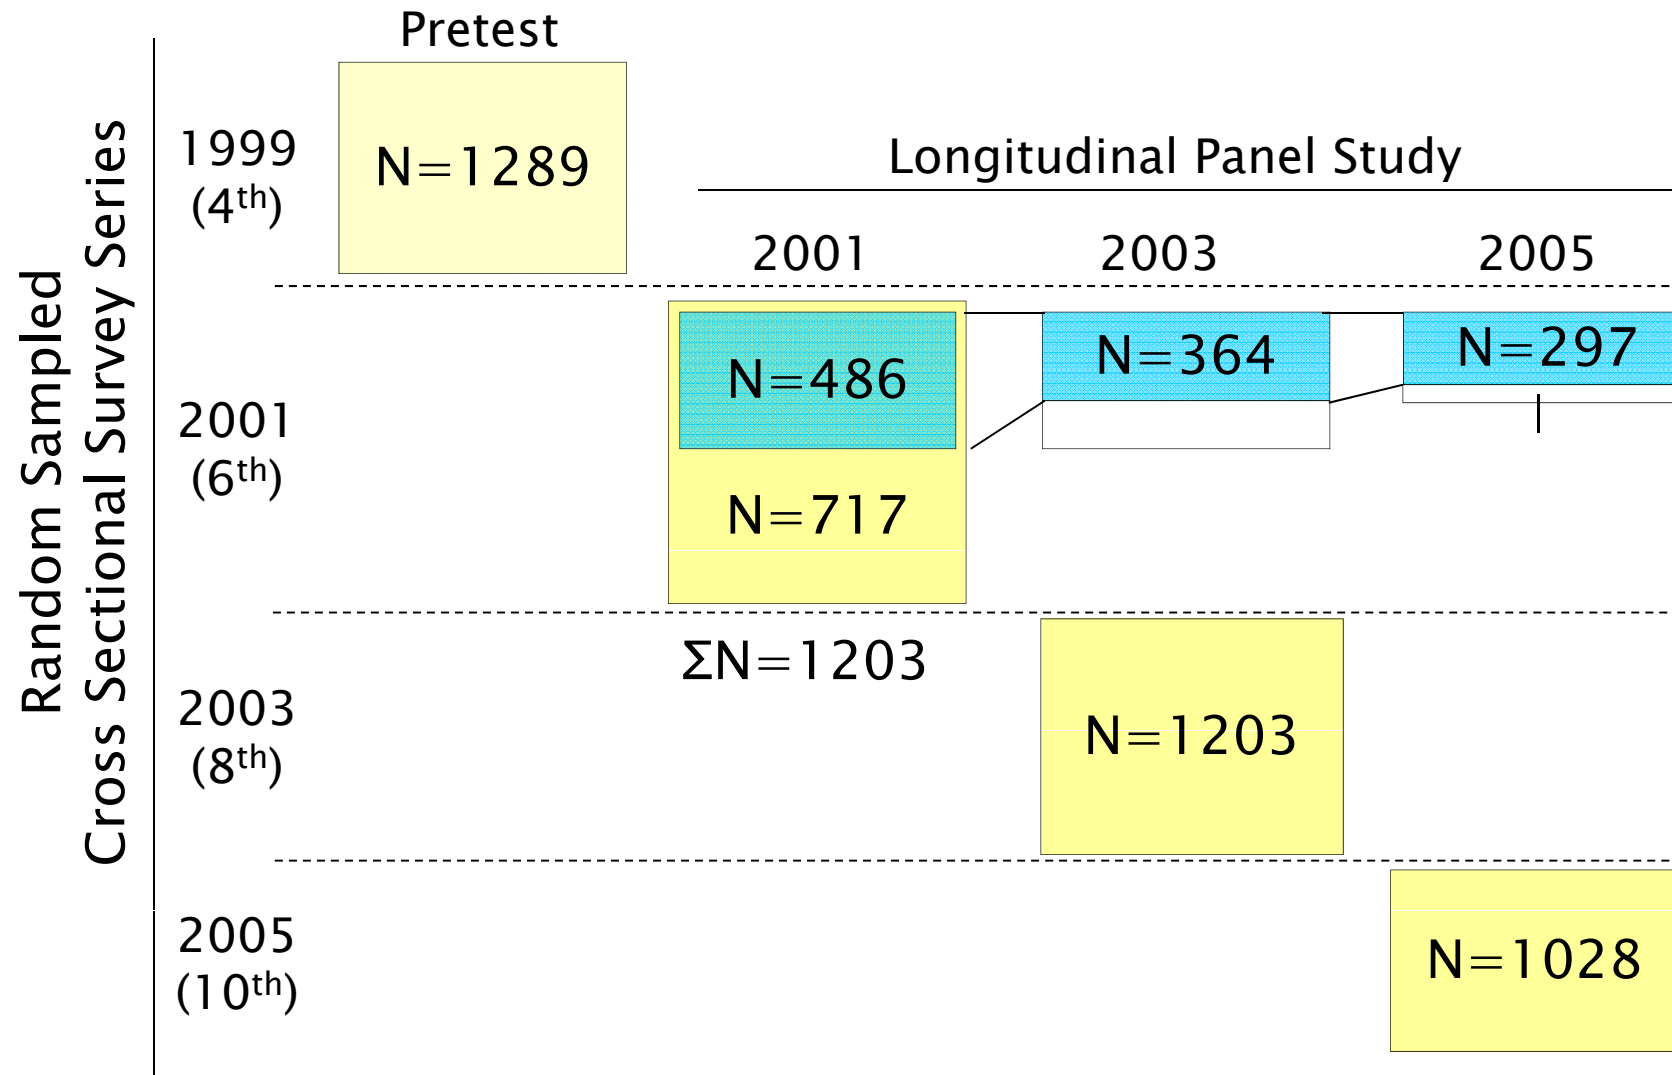 Random Sampled
Cross Sectional Survey Series
Pretest
1999
(4th)
N=1289
Longitudinal Panel Study
2001
2003
2005
2001
(6th)
N=486
N=364
N=297
N=717
ΣN=1203
2003
(8th)
N=1203
2005
(10th)
N=1028